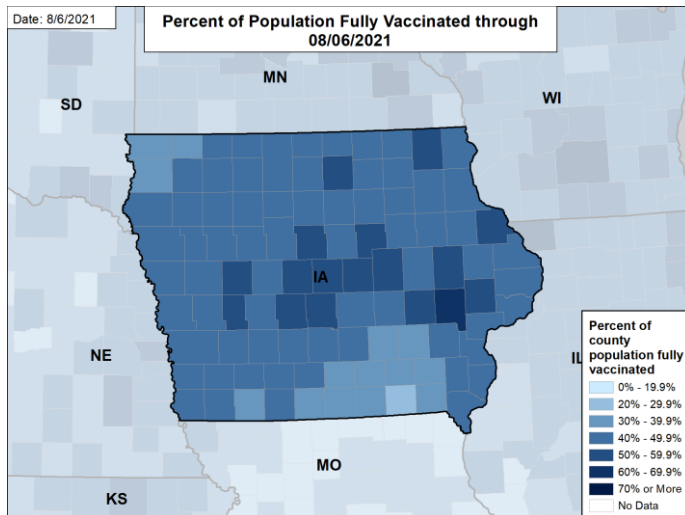 Date: 8/6/2021
Percent of Population Fully Vaccinated through
08/06/2021
MN
SD
WI
IA
NE
IL
MO
KS
Percent of
county
population fully
vaccinated
0% - 19.9%
20% - 29.9%
30% - 39.9%
40% - 49.9%
50% - 59.9%
60% - 69.9%
70% or More
No Data